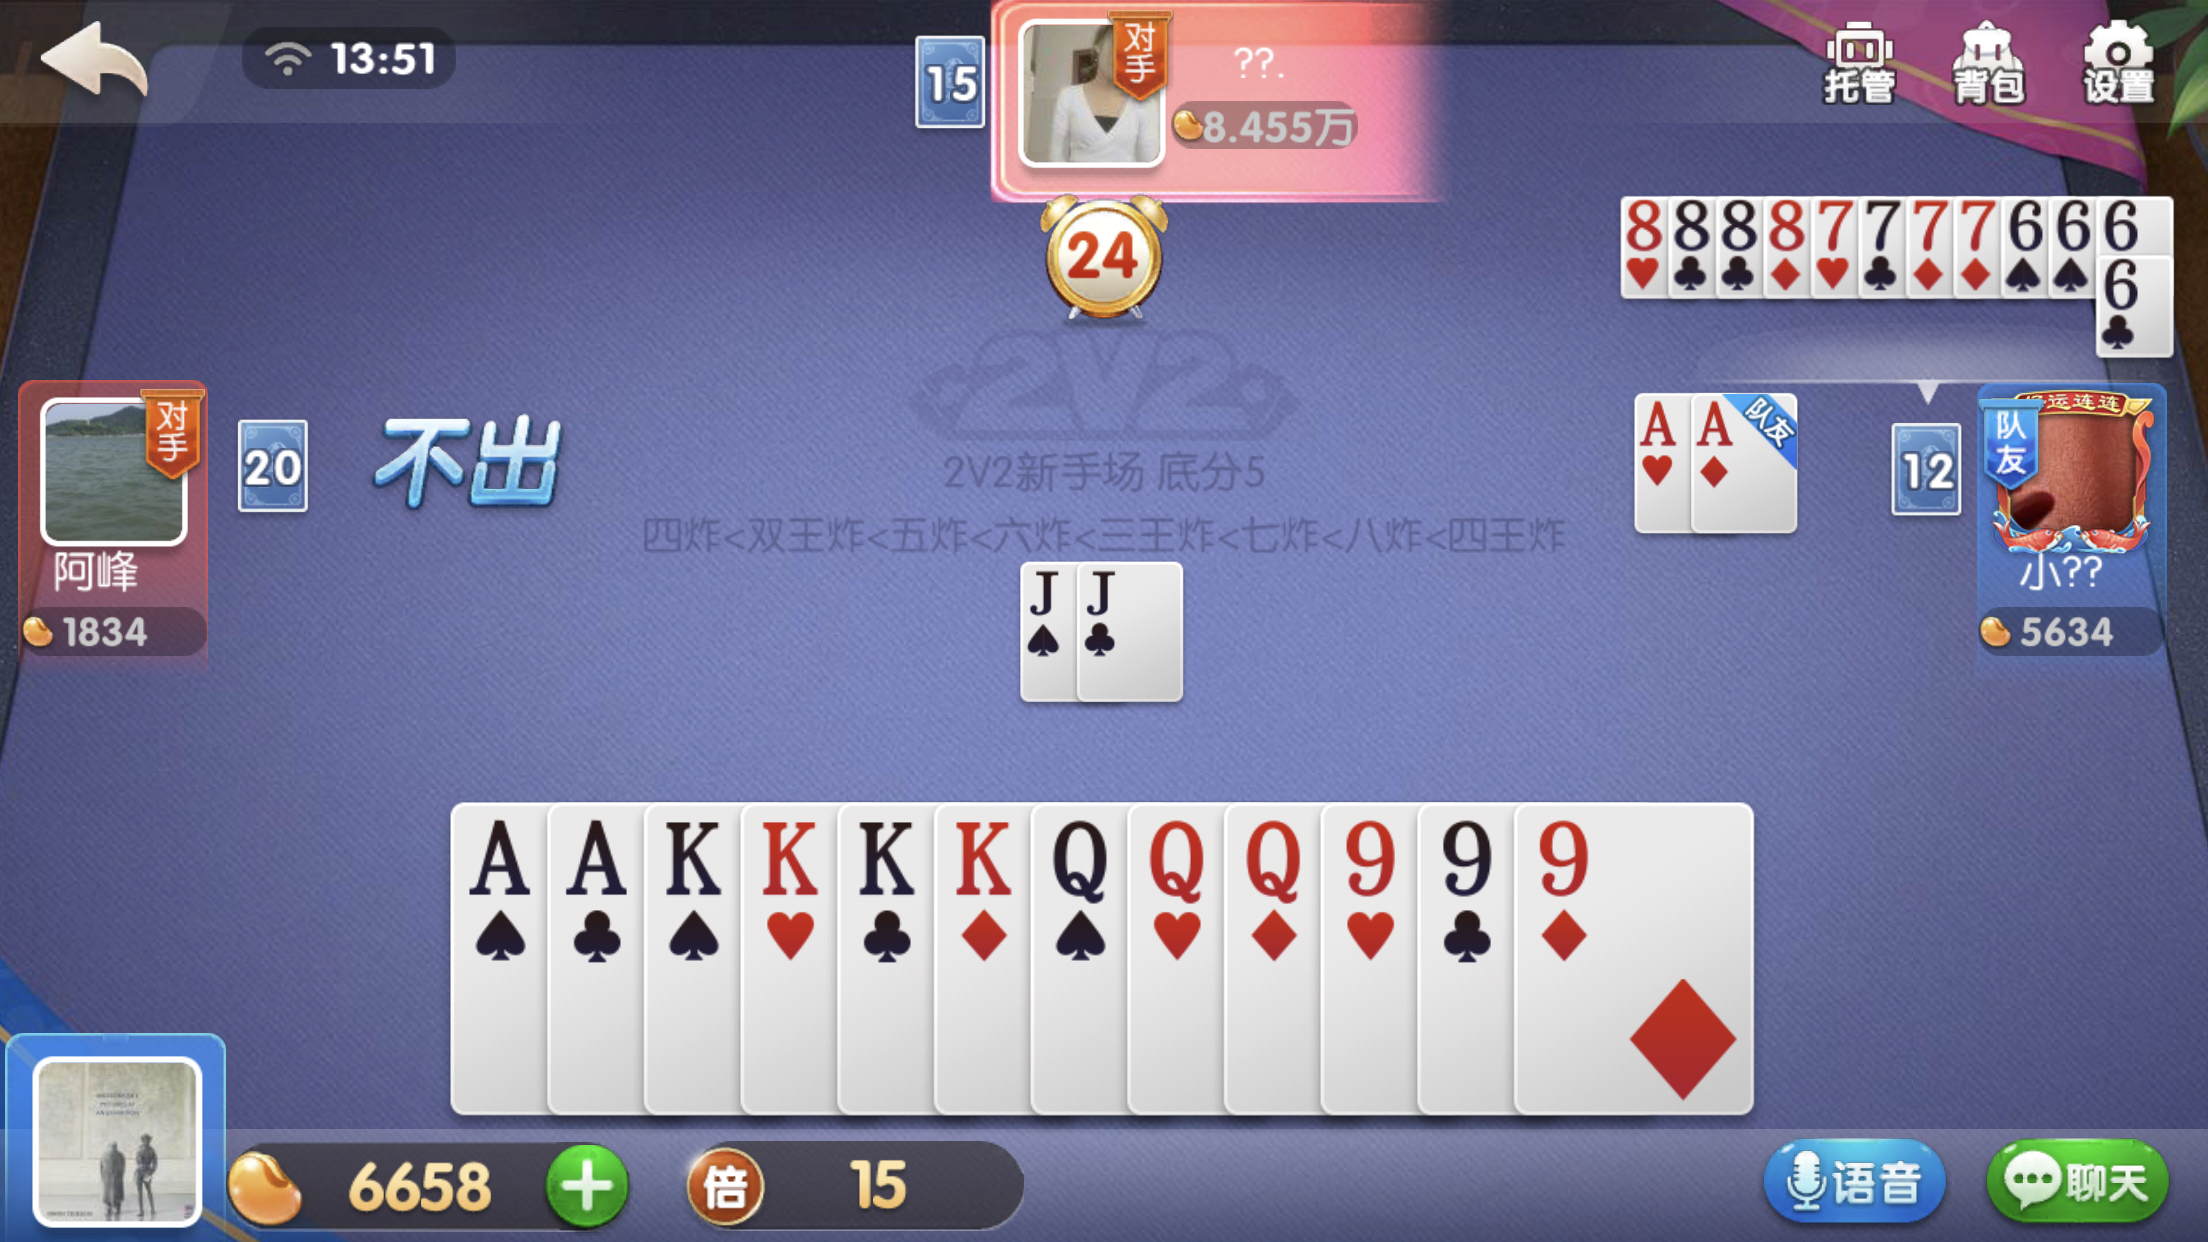 13:51
15
对手
??.
8.455万
托管
背包
设置
24
8 8 8 8 7 7 7 7 6 6 6
6
2V2
对手
20
不出
2V2新手场 底分5
四炸<双王炸<五炸<六炸<三王炸<七炸<八炸<四王炸
A A 队友
12
队友
好运连连
阿峰
1834
小??
5634
J J
A A K K K K Q Q Q 9 9 9
6658
倍
15
语音
聊天